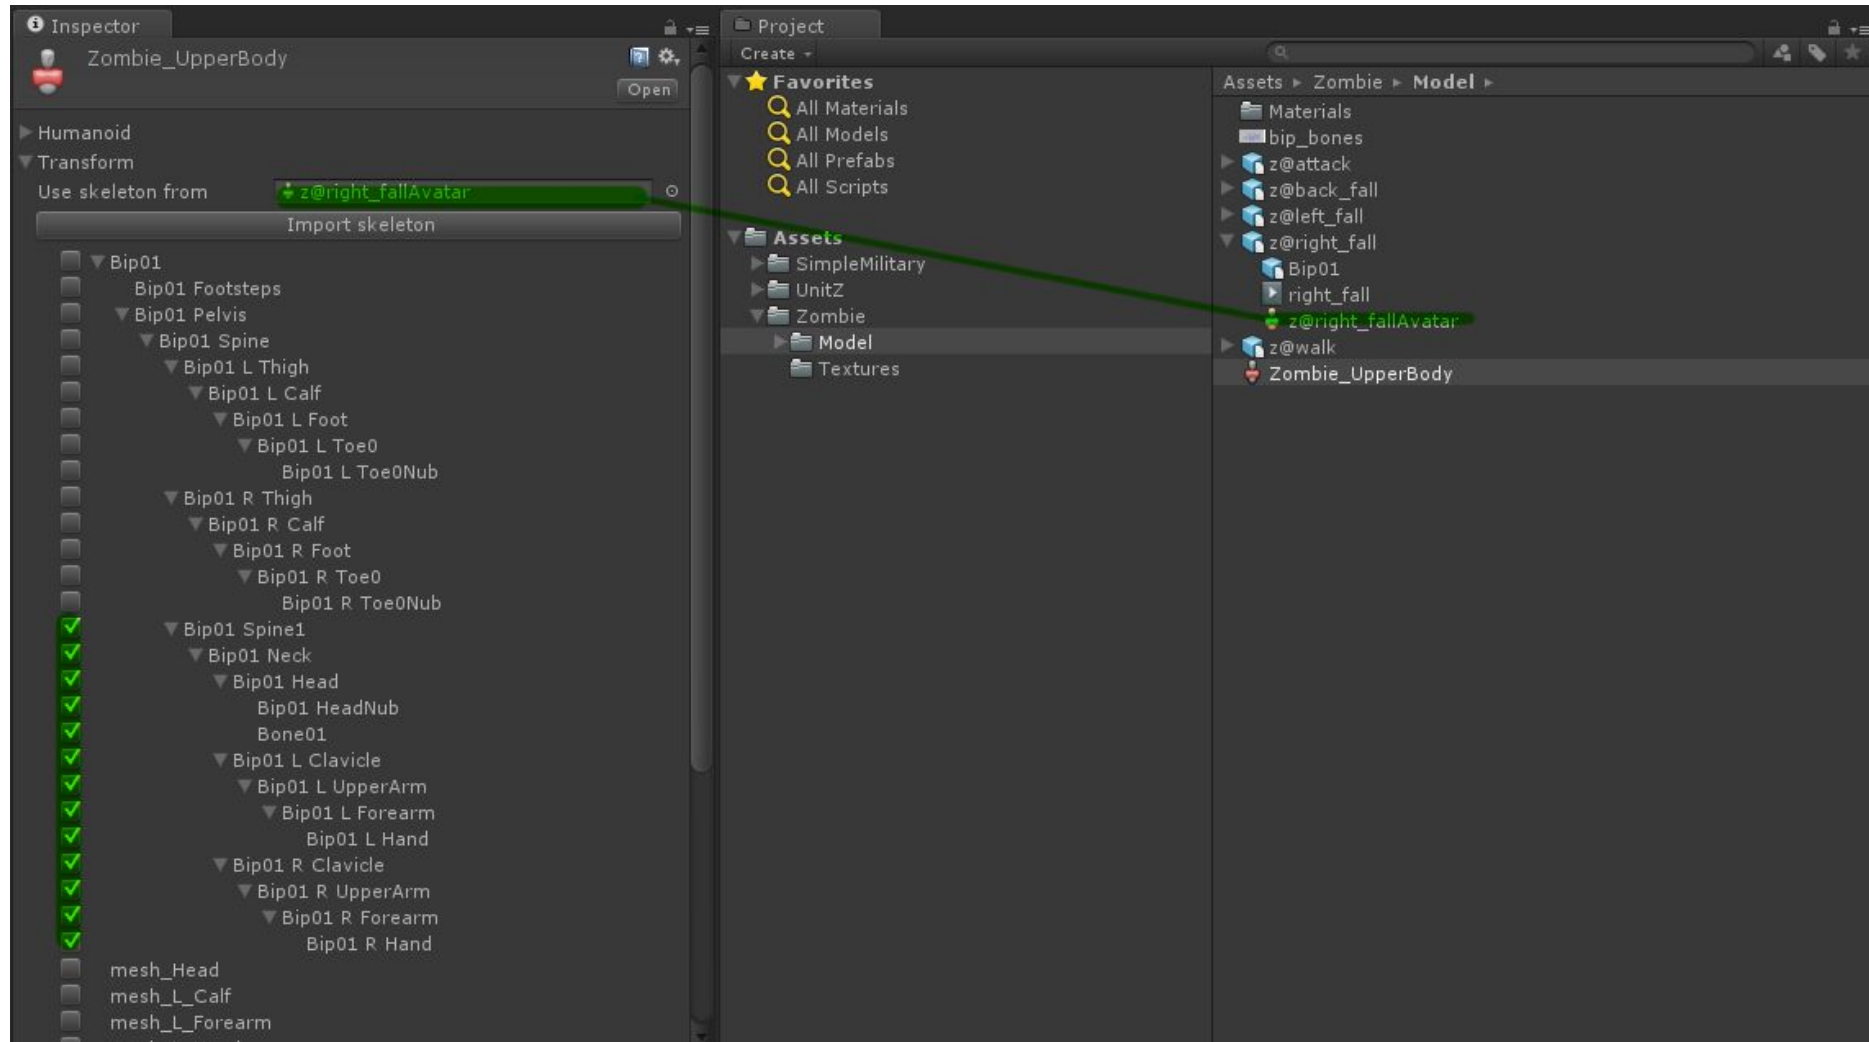 Inspector
Zombie_UpperBody
Open
Humanoid
Transform
Use skeleton from z@right_fallAvatar
Import skeleton
Bip01
Bip01 Footsteps
Bip01 Pelvis
Bip01 Spine
Bip01 L Thigh
Bip01 L Calf
Bip01 L Foot
Bip01 L Toe0
Bip01 L Toe0Nub
Bip01 R Thigh
Bip01 R Calf
Bip01 R Foot
Bip01 R Toe0
Bip01 R Toe0Nub
Bip01 Spine1
Bip01 Neck
Bip01 Head
Bip01 HeadNub
Bone01
Bip01 L Clavicle
Bip01 L UpperArm
Bip01 L Forearm
Bip01 L Hand
Bip01 R Clavicle
Bip01 R UpperArm
Bip01 R Forearm
Bip01 R Hand
mesh_Head
mesh_L_Calf
mesh_L_Forearm
Project
Create
Favorites
All Materials
All Models
All Prefabs
All Scripts
Assets
SimpleMilitary
UnitZ
Zombie
Model
Textures
Assets Zombie Model
Materials
bip_bones
z@attack
z@back_fall
z@left_fall
z@right_fall
Bip01
right_fall
z@right_fallAvatar
z@walk
Zombie_UpperBody